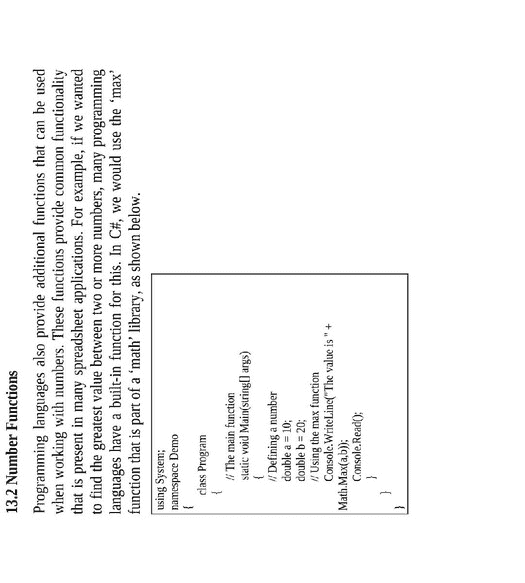 13.2 Number Functions
Programming languages also provide additional functions that can be used
when working with numbers. These functions provide common functionality
that is present in many spreadsheet applications. For example, if we wanted
to find the greatest value between two or more numbers, many programming
languages have a built-in function for this. In C#, we would use the ‘max’
function that is part of a ‘math’ library, as shown below.
using System;
namespace Demo
{
class Program
{
// The main function
static void Main(string[] args)
{
// Defining a number
double a = 10;
double b = 20;
// Using the max function
Console.WriteLine("The value is " +
Math.Max(a,b));
Console.Read();
}
}
}